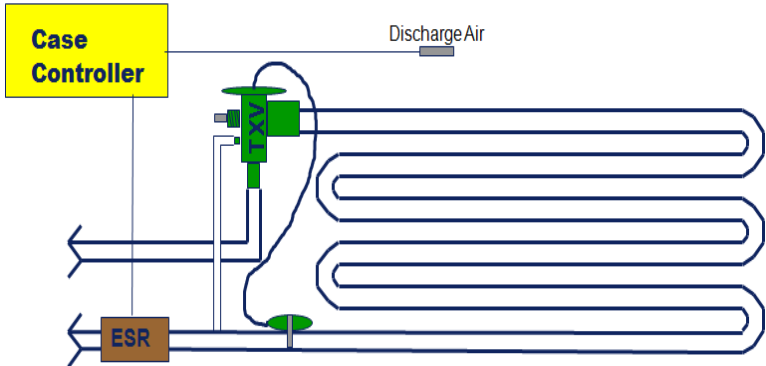 Case
Controller
Discharge Air
TXV
ESR